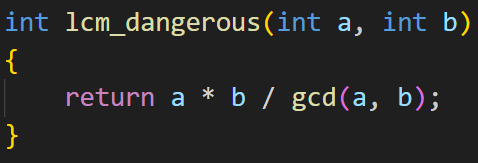 int lcm_dangerous(int a, int b)
{
    return a * b / gcd(a, b);
}